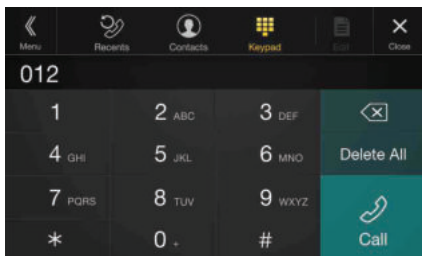 Menu Recents Contacts Keypad Edit Close
012
1 2 ABC 3 DEF
4 GHI 5 JKL 6 MNO Delete All
7 PQRS 8 TUV 9 WXYZ
* 0 + # Call